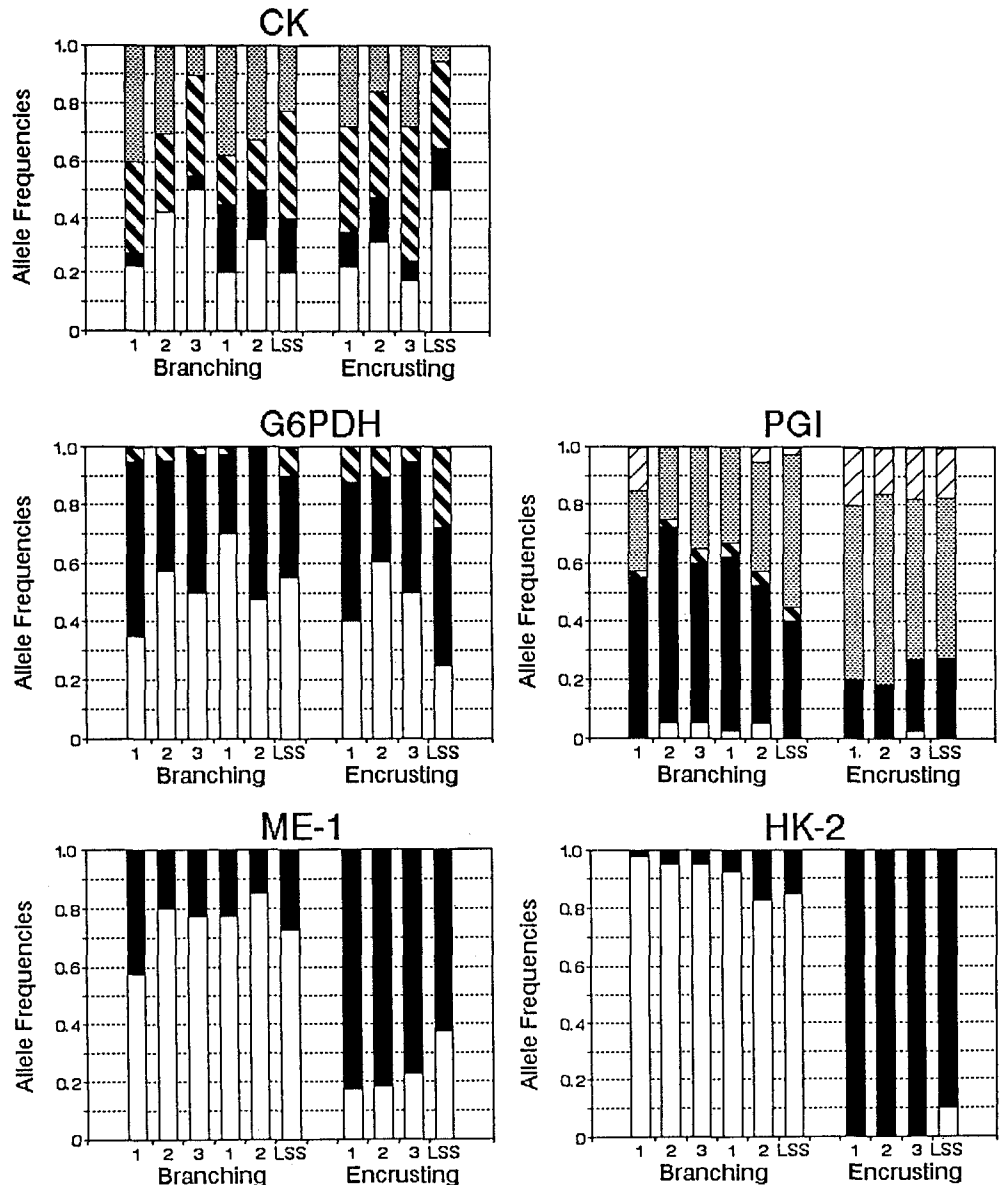 CK
Allele Frequencies
1.0
0.8
0.6
0.4
0.2
0
1 2 3 1 2 LSS 1 2 3 LSS
Branching Encrusting
G6PDH
Allele Frequencies
1.0
0.8
0.6
0.4
0.2
0
1 2 3 1 2 LSS 1 2 3 LSS
Branching Encrusting
PGI
Allele Frequencies
1.0
0.8
0.6
0.4
0.2
0
1 2 3 1 2 LSS 1. 2 3 LSS
Branching Encrusting
ME-1
Allele Frequencies
1.0
0.8
0.6
0.4
0.2
0
1 2 3 1 2 LSS 1 2 3 LSS
Branching Encrusting
HK-2
Allele Frequencies
1.0
0.8
0.6
0.4
0.2
0
1 2 3 1 2 LSS 1 2 3 LSS
Branching Encrusting